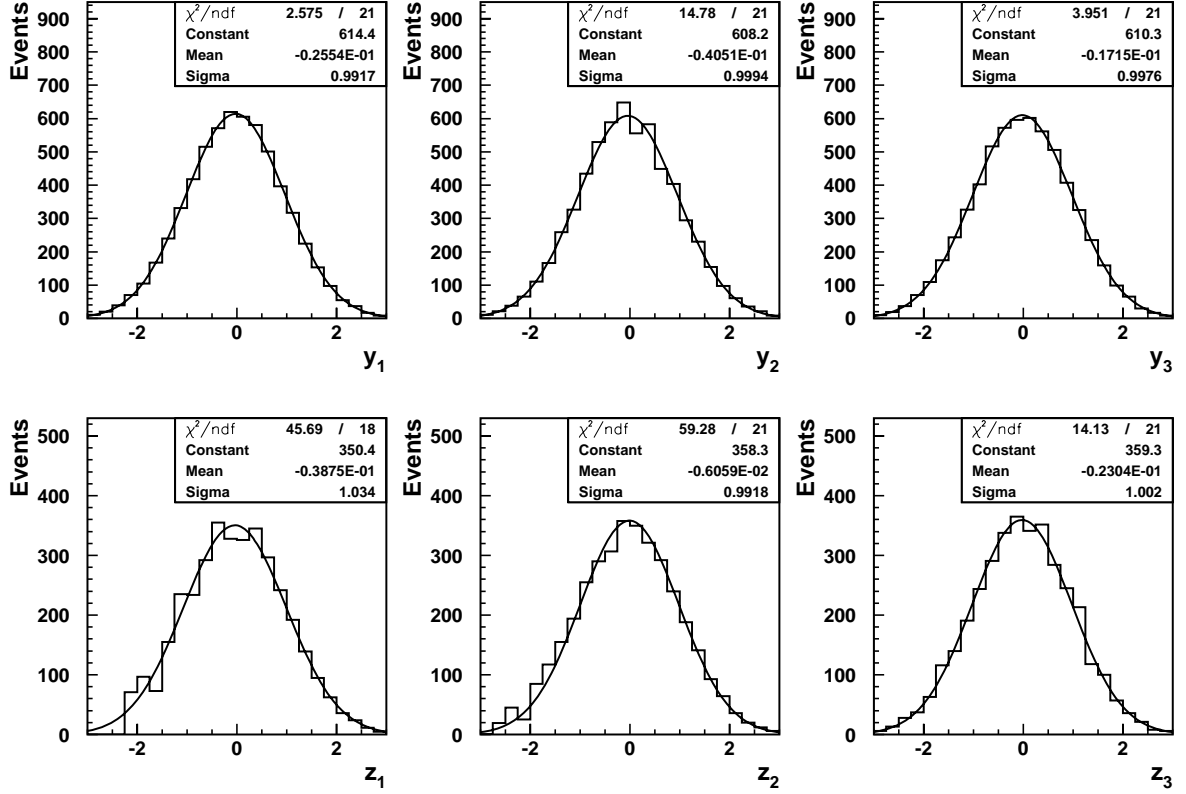 Events
χ²/ndf 2.575 / 21
Constant 614.4
Mean -0.2554E-01
Sigma 0.9917
900
800
700
600
500
400
300
200
100
0
-2 0 2
y1
Events
χ²/ndf 14.78 / 21
Constant 608.2
Mean -0.4051E-01
Sigma 0.9994
900
800
700
600
500
400
300
200
100
0
-2 0 2
y2
Events
χ²/ndf 3.951 / 21
Constant 610.3
Mean -0.1715E-01
Sigma 0.9976
900
800
700
600
500
400
300
200
100
0
-2 0 2
y3
Events
χ²/ndf 45.69 / 18
Constant 350.4
Mean -0.3875E-01
Sigma 1.034
500
400
300
200
100
0
-2 0 2
z1
Events
χ²/ndf 59.28 / 21
Constant 358.3
Mean -0.6059E-02
Sigma 0.9918
500
400
300
200
100
0
-2 0 2
z2
Events
χ²/ndf 14.13 / 21
Constant 359.3
Mean -0.2304E-01
Sigma 1.002
500
400
300
200
100
0
-2 0 2
z3